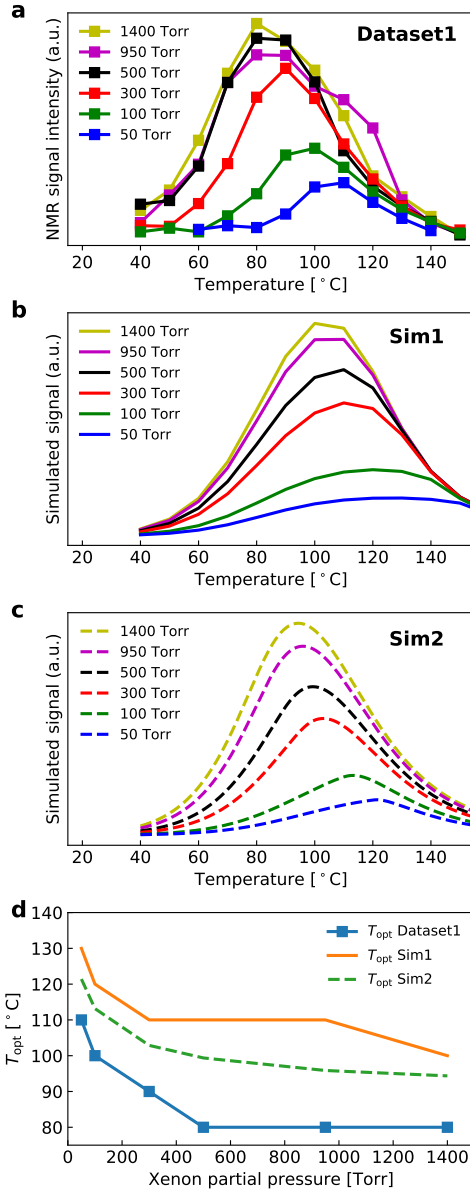 a
Dataset1
1400 Torr
950 Torr
500 Torr
300 Torr
100 Torr
50 Torr
NMR signal intensity (a.u.)
20 40 60 80 100 120 140
Temperature [°C]
b
Sim1
1400 Torr
950 Torr
500 Torr
300 Torr
100 Torr
50 Torr
Simulated signal (a.u.)
20 40 60 80 100 120 140
Temperature [°C]
c
Sim2
1400 Torr
950 Torr
500 Torr
300 Torr
100 Torr
50 Torr
Simulated signal (a.u.)
20 40 60 80 100 120 140
Temperature [°C]
d
140
130
120
110
100
90
80
T_opt [°C]
T_opt Dataset1
T_opt Sim1
T_opt Sim2
0 200 400 600 800 1000 1200 1400
Xenon partial pressure [Torr]